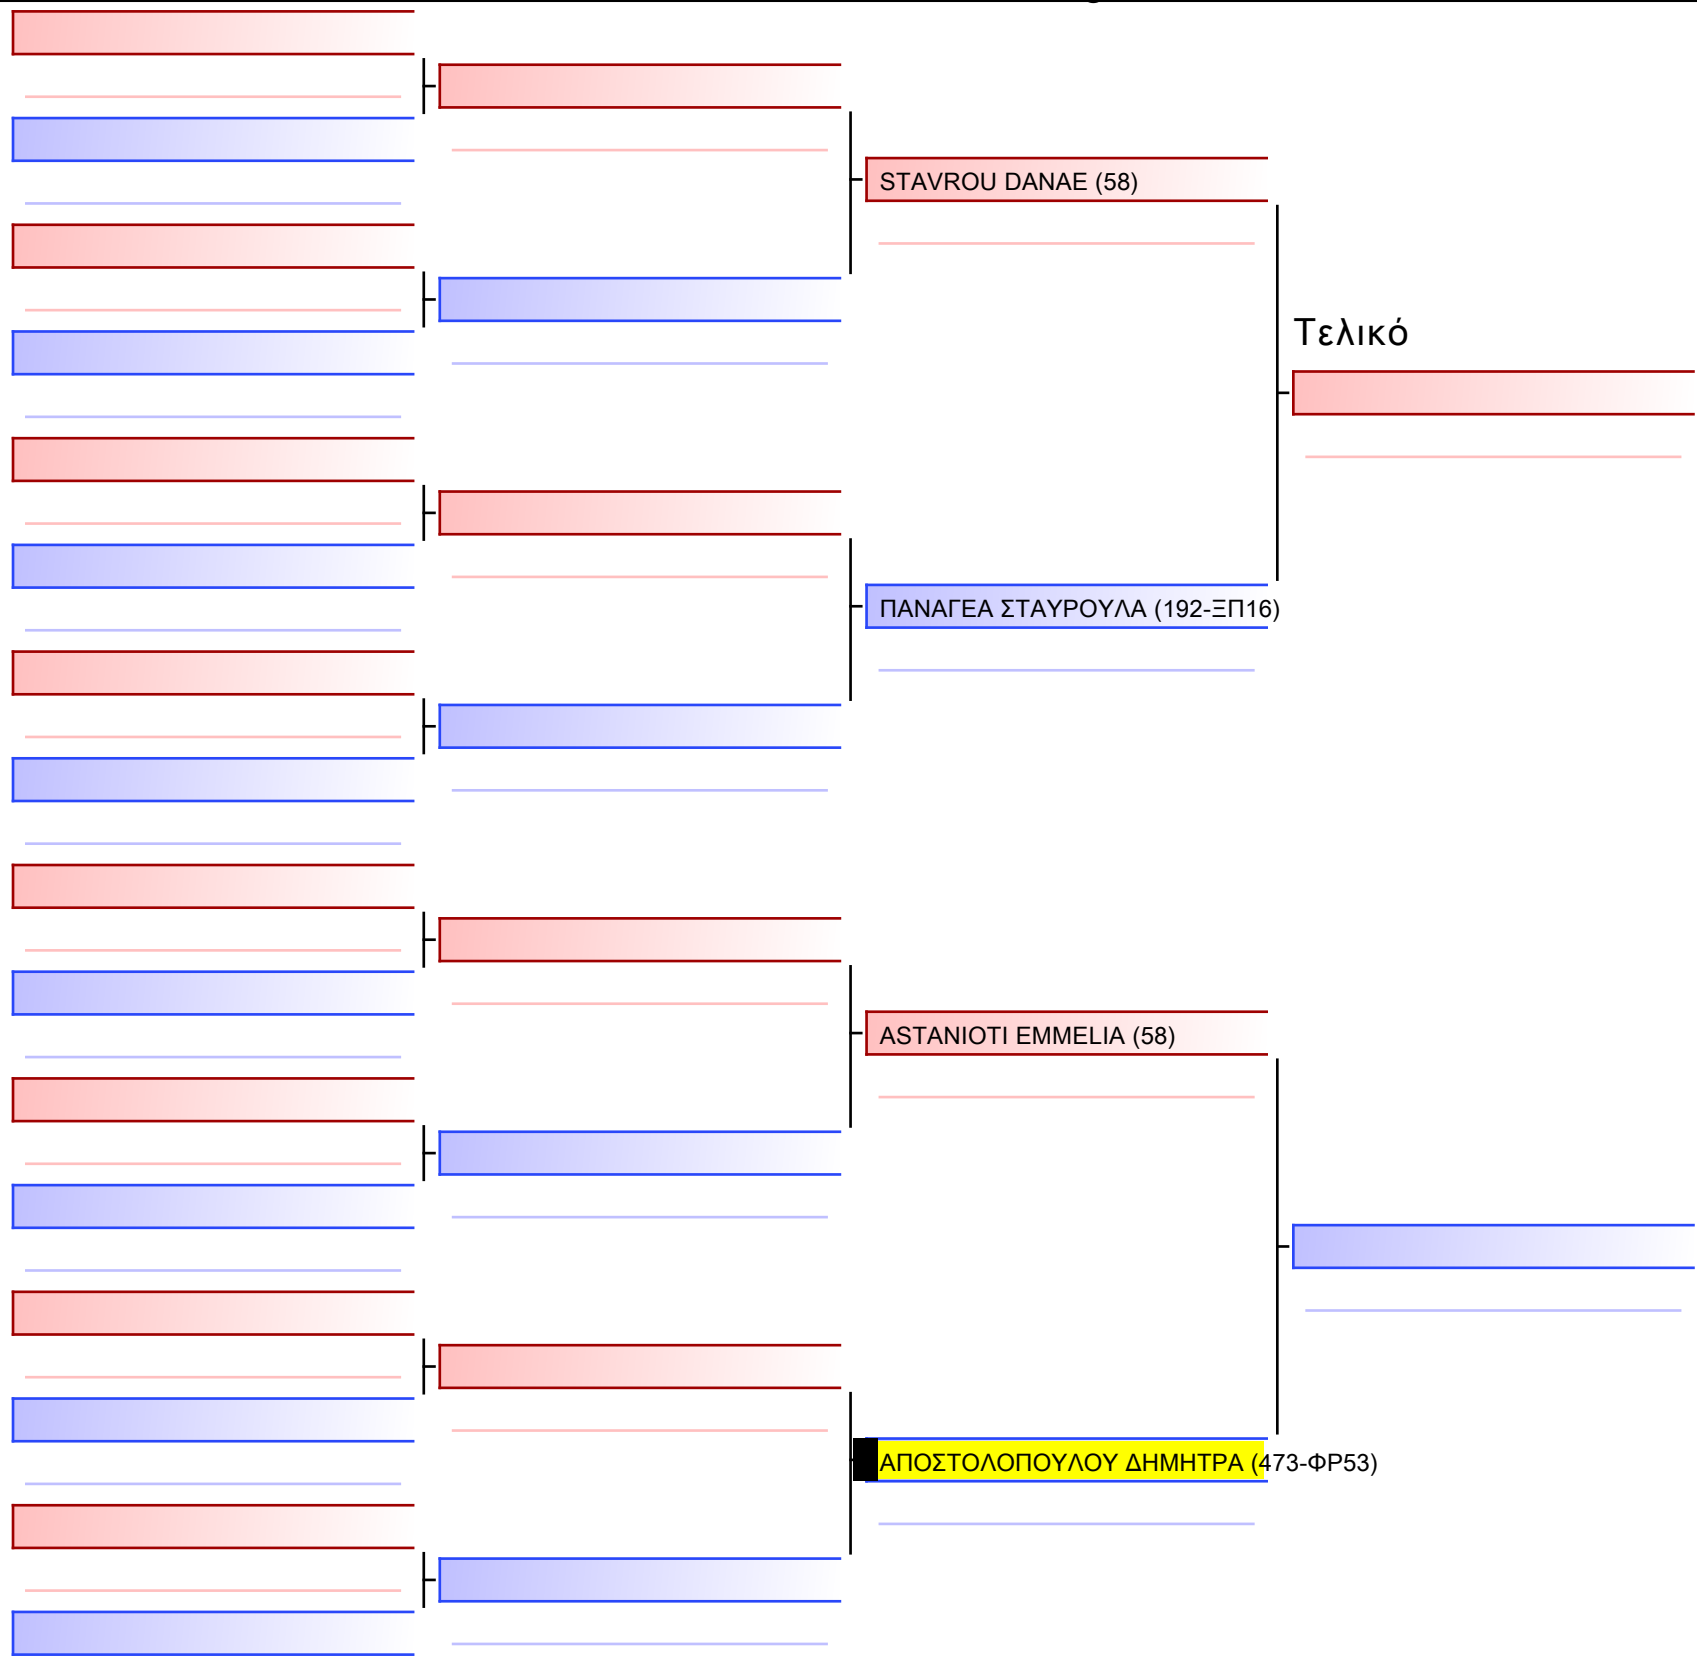 STAVROU DANAE (58)
Τελικό
ΠΑΝΑΓΕΑ ΣΤΑΥΡΟΥΛΑ (192-ΞΠ16)
ASTANIOTI EMMELIA (58)
ΑΠΟΣΤΟΛΟΠΟΥΛΟΥ ΔΗΜΗΤΡΑ (473-ΦΡ53)